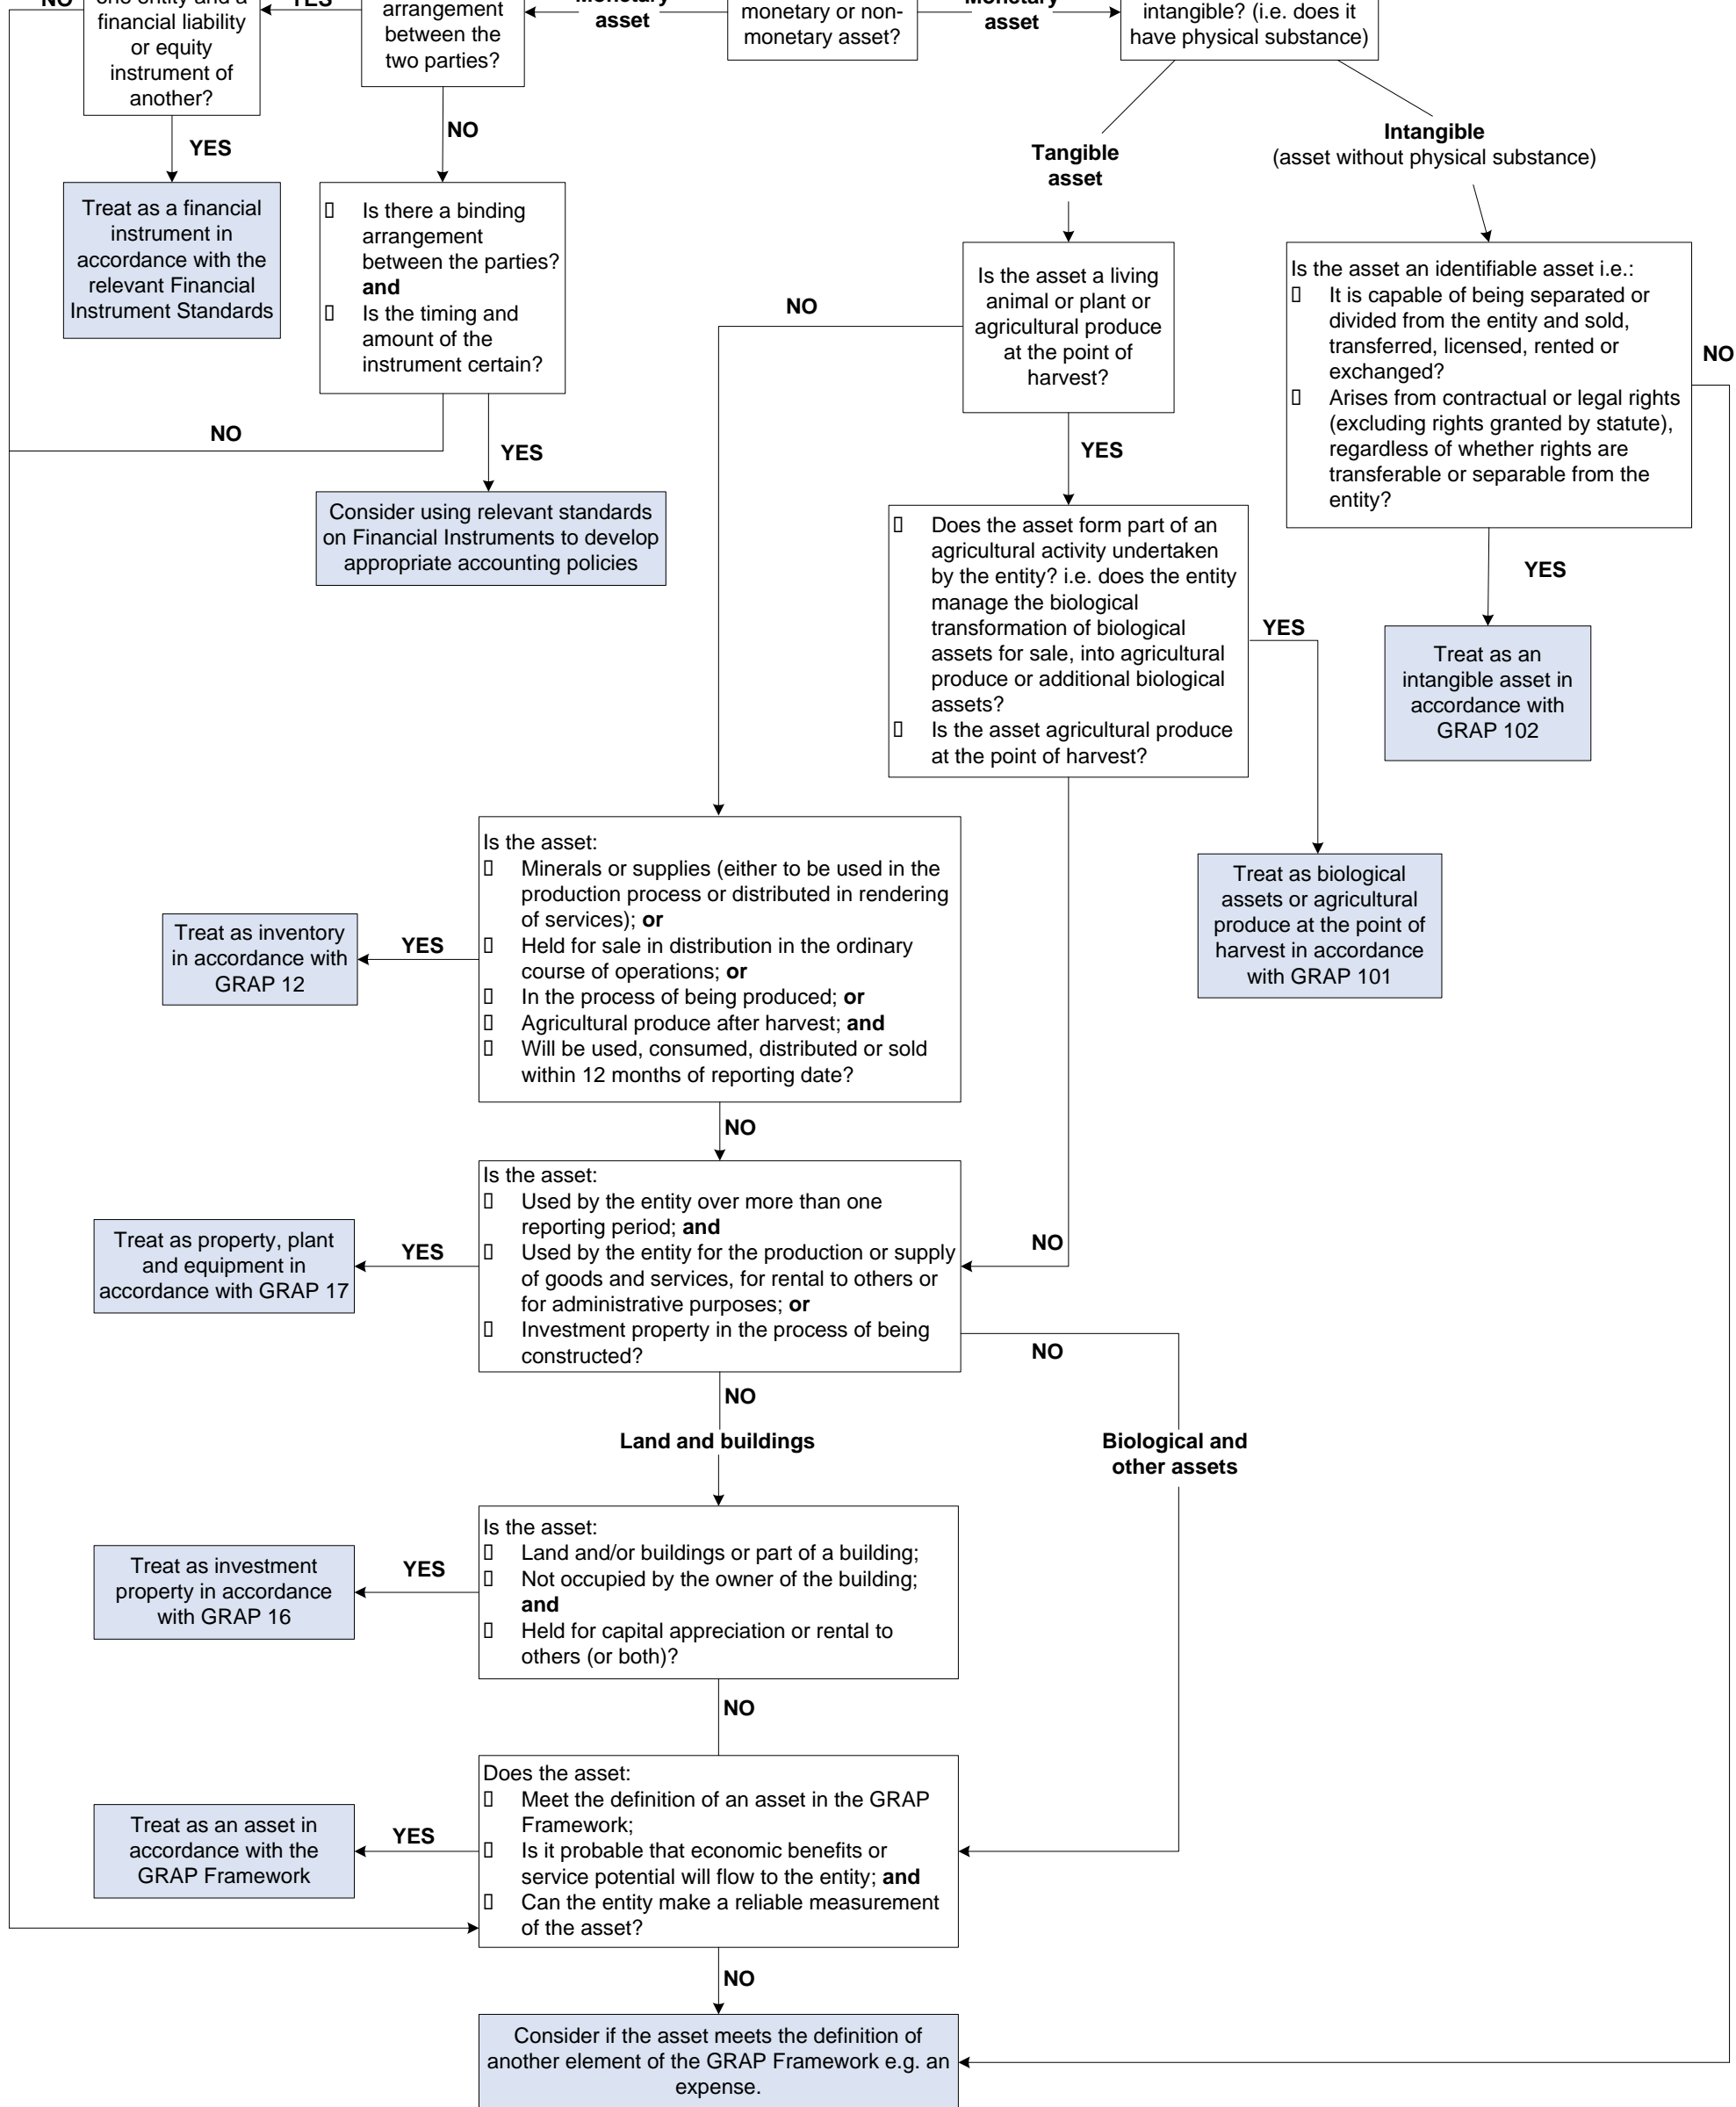 financial liability
or equity
instrument of
another?
arrangement
between the
two parties?
asset
monetary or non-
monetary asset?
asset
intangible? (i.e. does it
have physical substance)
YES
NO
Tangible
asset
Intangible
(asset without physical substance)
Treat as a financial
instrument in
accordance with the
relevant Financial
Instrument Standards
Is there a binding
arrangement
between the parties?
and
Is the timing and
amount of the
instrument certain?
NO
YES
Consider using relevant standards
on Financial Instruments to develop
appropriate accounting policies
NO
Is the asset a living
animal or plant or
agricultural produce
at the point of
harvest?
YES
Is the asset an identifiable asset i.e.:
It is capable of being separated or
divided from the entity and sold,
transferred, licensed, rented or
exchanged?
Arises from contractual or legal rights
(excluding rights granted by statute),
regardless of whether rights are
transferable or separable from the
entity?
NO
YES
Treat as an
intangible asset in
accordance with
GRAP 102
Does the asset form part of an
agricultural activity undertaken
by the entity? i.e. does the entity
manage the biological
transformation of biological
assets for sale, into agricultural
produce or additional biological
assets?
Is the asset agricultural produce
at the point of harvest?
YES
Treat as biological
assets or agricultural
produce at the point of
harvest in accordance
with GRAP 101
Is the asset:
Minerals or supplies (either to be used in the
production process or distributed in rendering
of services); or
Held for sale in distribution in the ordinary
course of operations; or
In the process of being produced; or
Agricultural produce after harvest; and
Will be used, consumed, distributed or sold
within 12 months of reporting date?
YES
Treat as inventory
in accordance with
GRAP 12
NO
Is the asset:
Used by the entity over more than one
reporting period; and
Used by the entity for the production or supply
of goods and services, for rental to others or
for administrative purposes; or
Investment property in the process of being
constructed?
YES
Treat as property, plant
and equipment in
accordance with GRAP 17
NO
NO
NO
Land and buildings
Biological and
other assets
Is the asset:
Land and/or buildings or part of a building;
Not occupied by the owner of the building;
and
Held for capital appreciation or rental to
others (or both)?
YES
Treat as investment
property in accordance
with GRAP 16
NO
Does the asset:
Meet the definition of an asset in the GRAP
Framework;
Is it probable that economic benefits or
service potential will flow to the entity; and
Can the entity make a reliable measurement
of the asset?
YES
Treat as an asset in
accordance with the
GRAP Framework
NO
Consider if the asset meets the definition of
another element of the GRAP Framework e.g. an
expense.